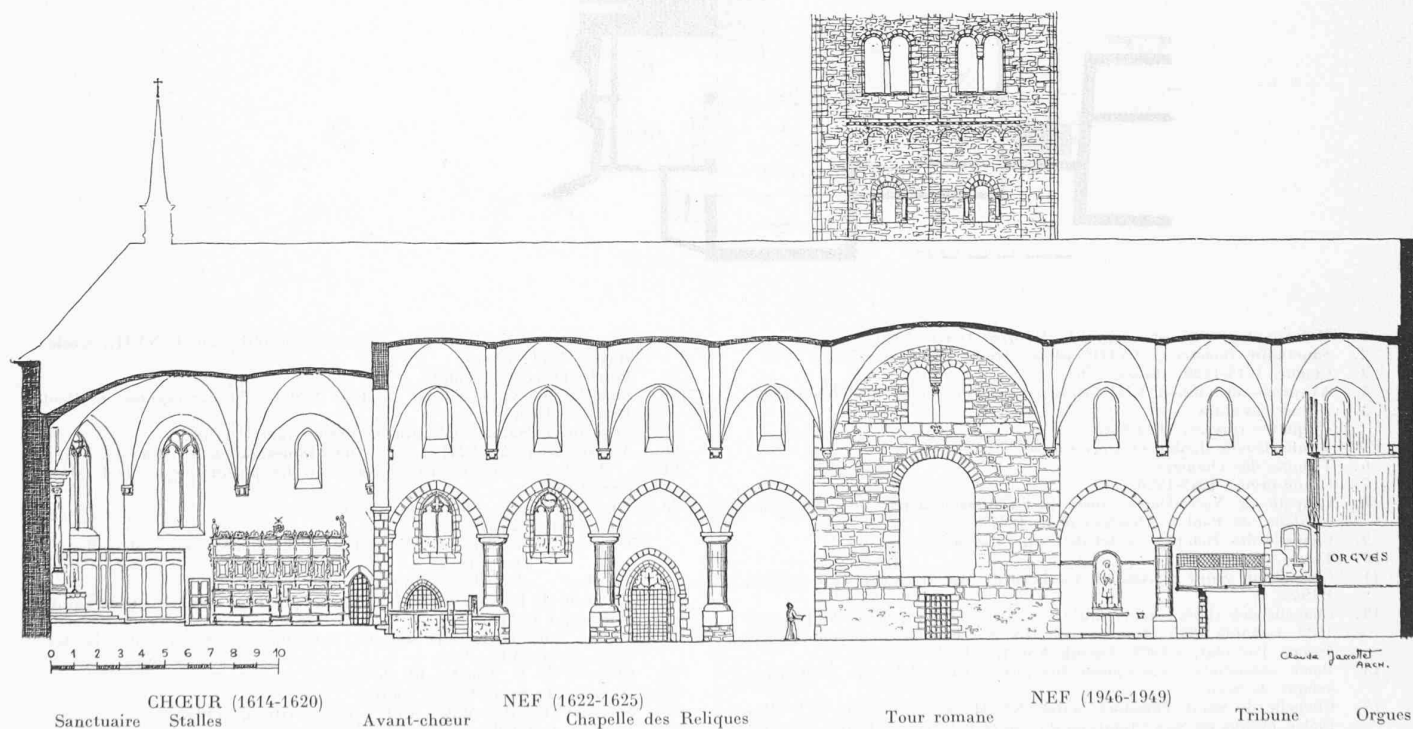 ORGVES
0 1 2 3 4 5 6 7 8 9 10
Claude Jaccottet
ARCH.
CHŒUR (1614-1620) NEF (1622-1625) NEF (1946-1949)
Sanctuaire Stalles Avant-chœur Chapelle des Reliques Tour romane Tribune Orgues